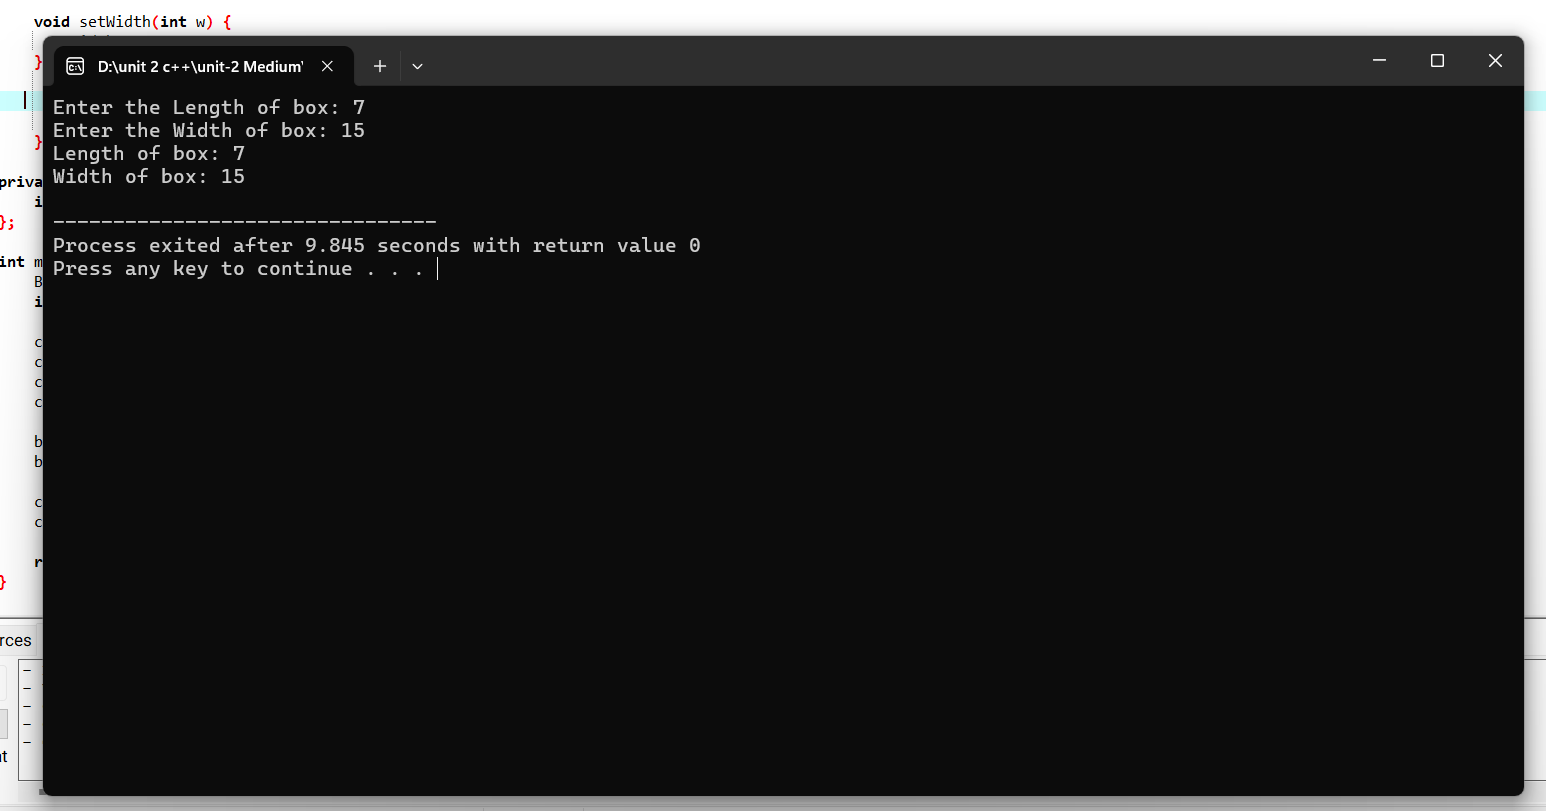 void setWidth(int w) {
}
D:\unit 2 c++\unit-2 Medium\
Enter the Length of box: 7
Enter the Width of box: 15
Length of box: 7
Width of box: 15
--------------------------------
Process exited after 9.845 seconds with return value 0
Press any key to continue . . .
}
priva
i
};
int m
B
i
c
c
c
c
b
b
c
c
r
}
rces
nt